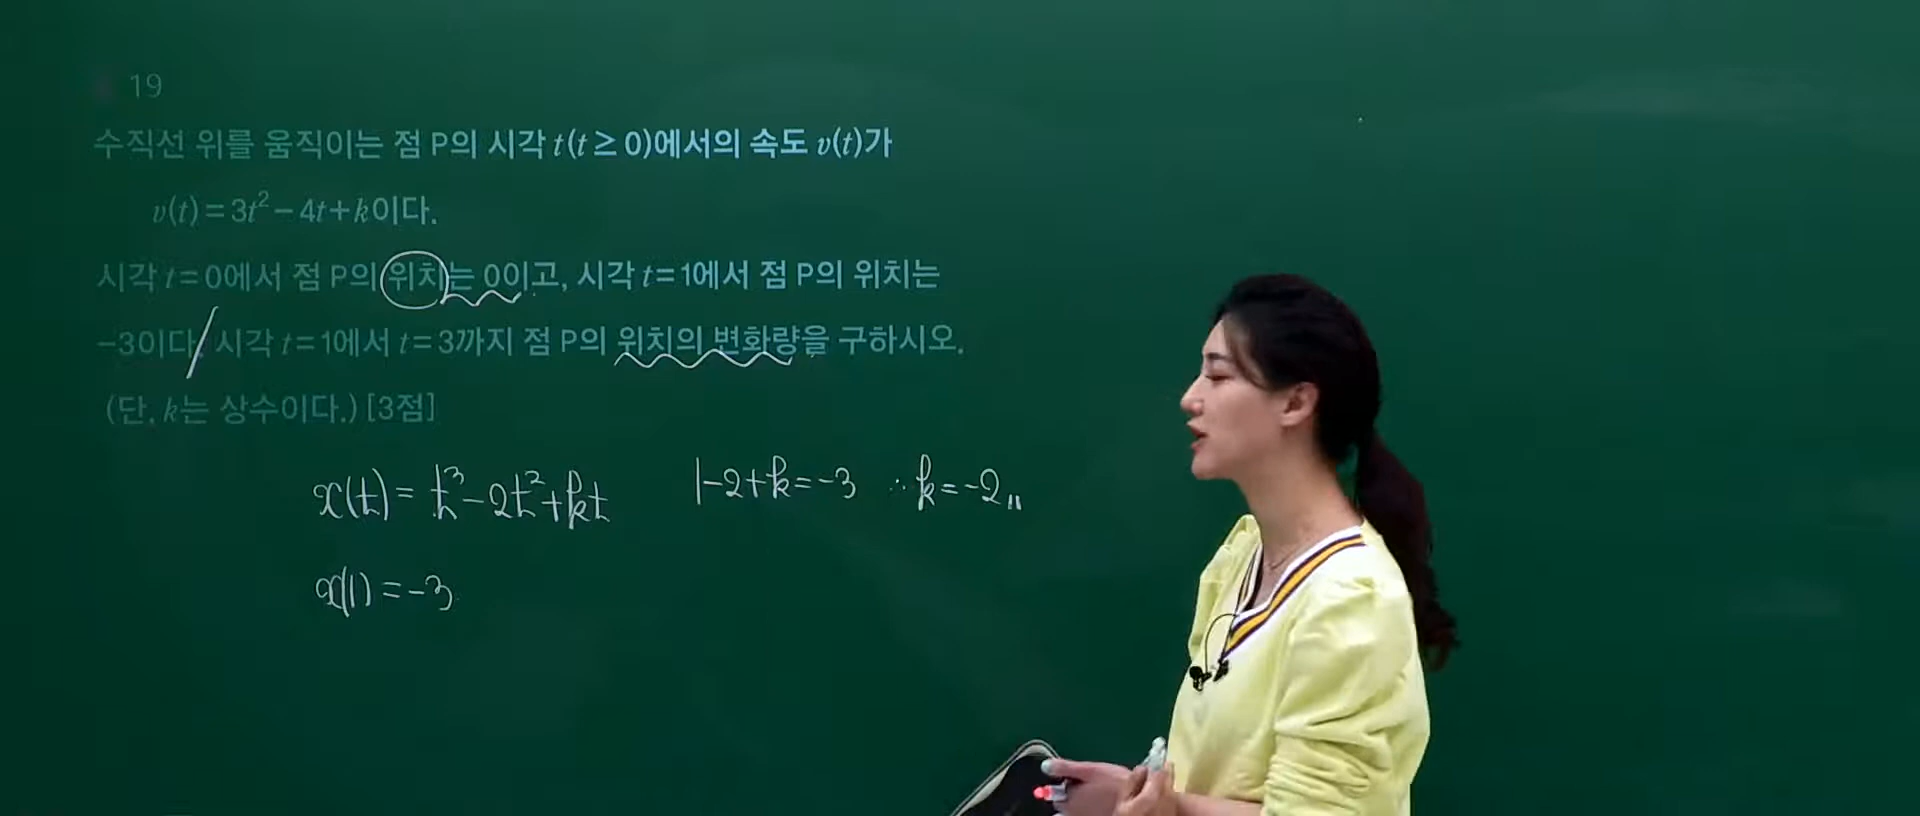 19
수직선 위를 움직이는 점 P의 시각 t(t ≥ 0)에서의 속도 v(t)가
v(t) = 3t² − 4t + k이다.
시각 t = 0에서 점 P의 위치는 0이고, 시각 t = 1에서 점 P의 위치는
−3이다. 시각 t = 1에서 t = 3까지 점 P의 위치의 변화량을 구하시오.
(단, k는 상수이다.) [3점]
x(t) = t³ − 2t² + kt 1−2+k = −3 ∴ k = −2〃
x(1) = −3